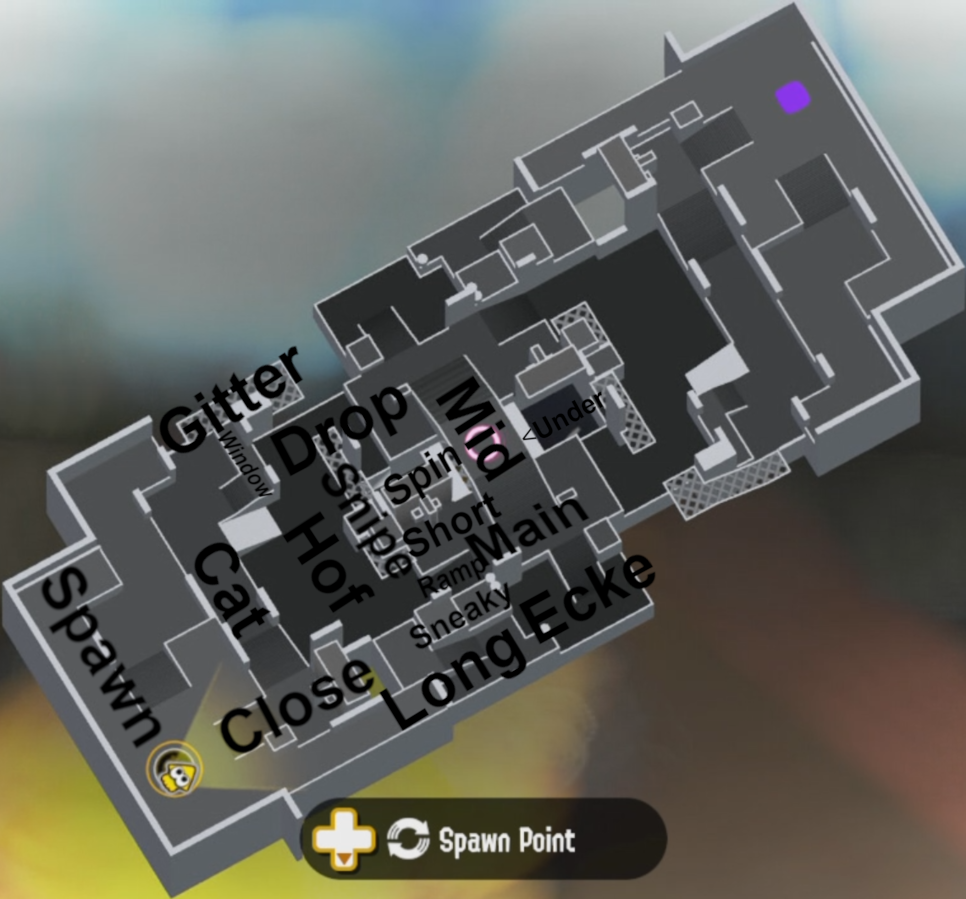 Gitter
Window
Drop
Mid
<Under
Snipe
Spin
Short
Main
Hof
Cat
Ramp
Sneaky
Ecke
Long
Spawn
Close
Spawn Point